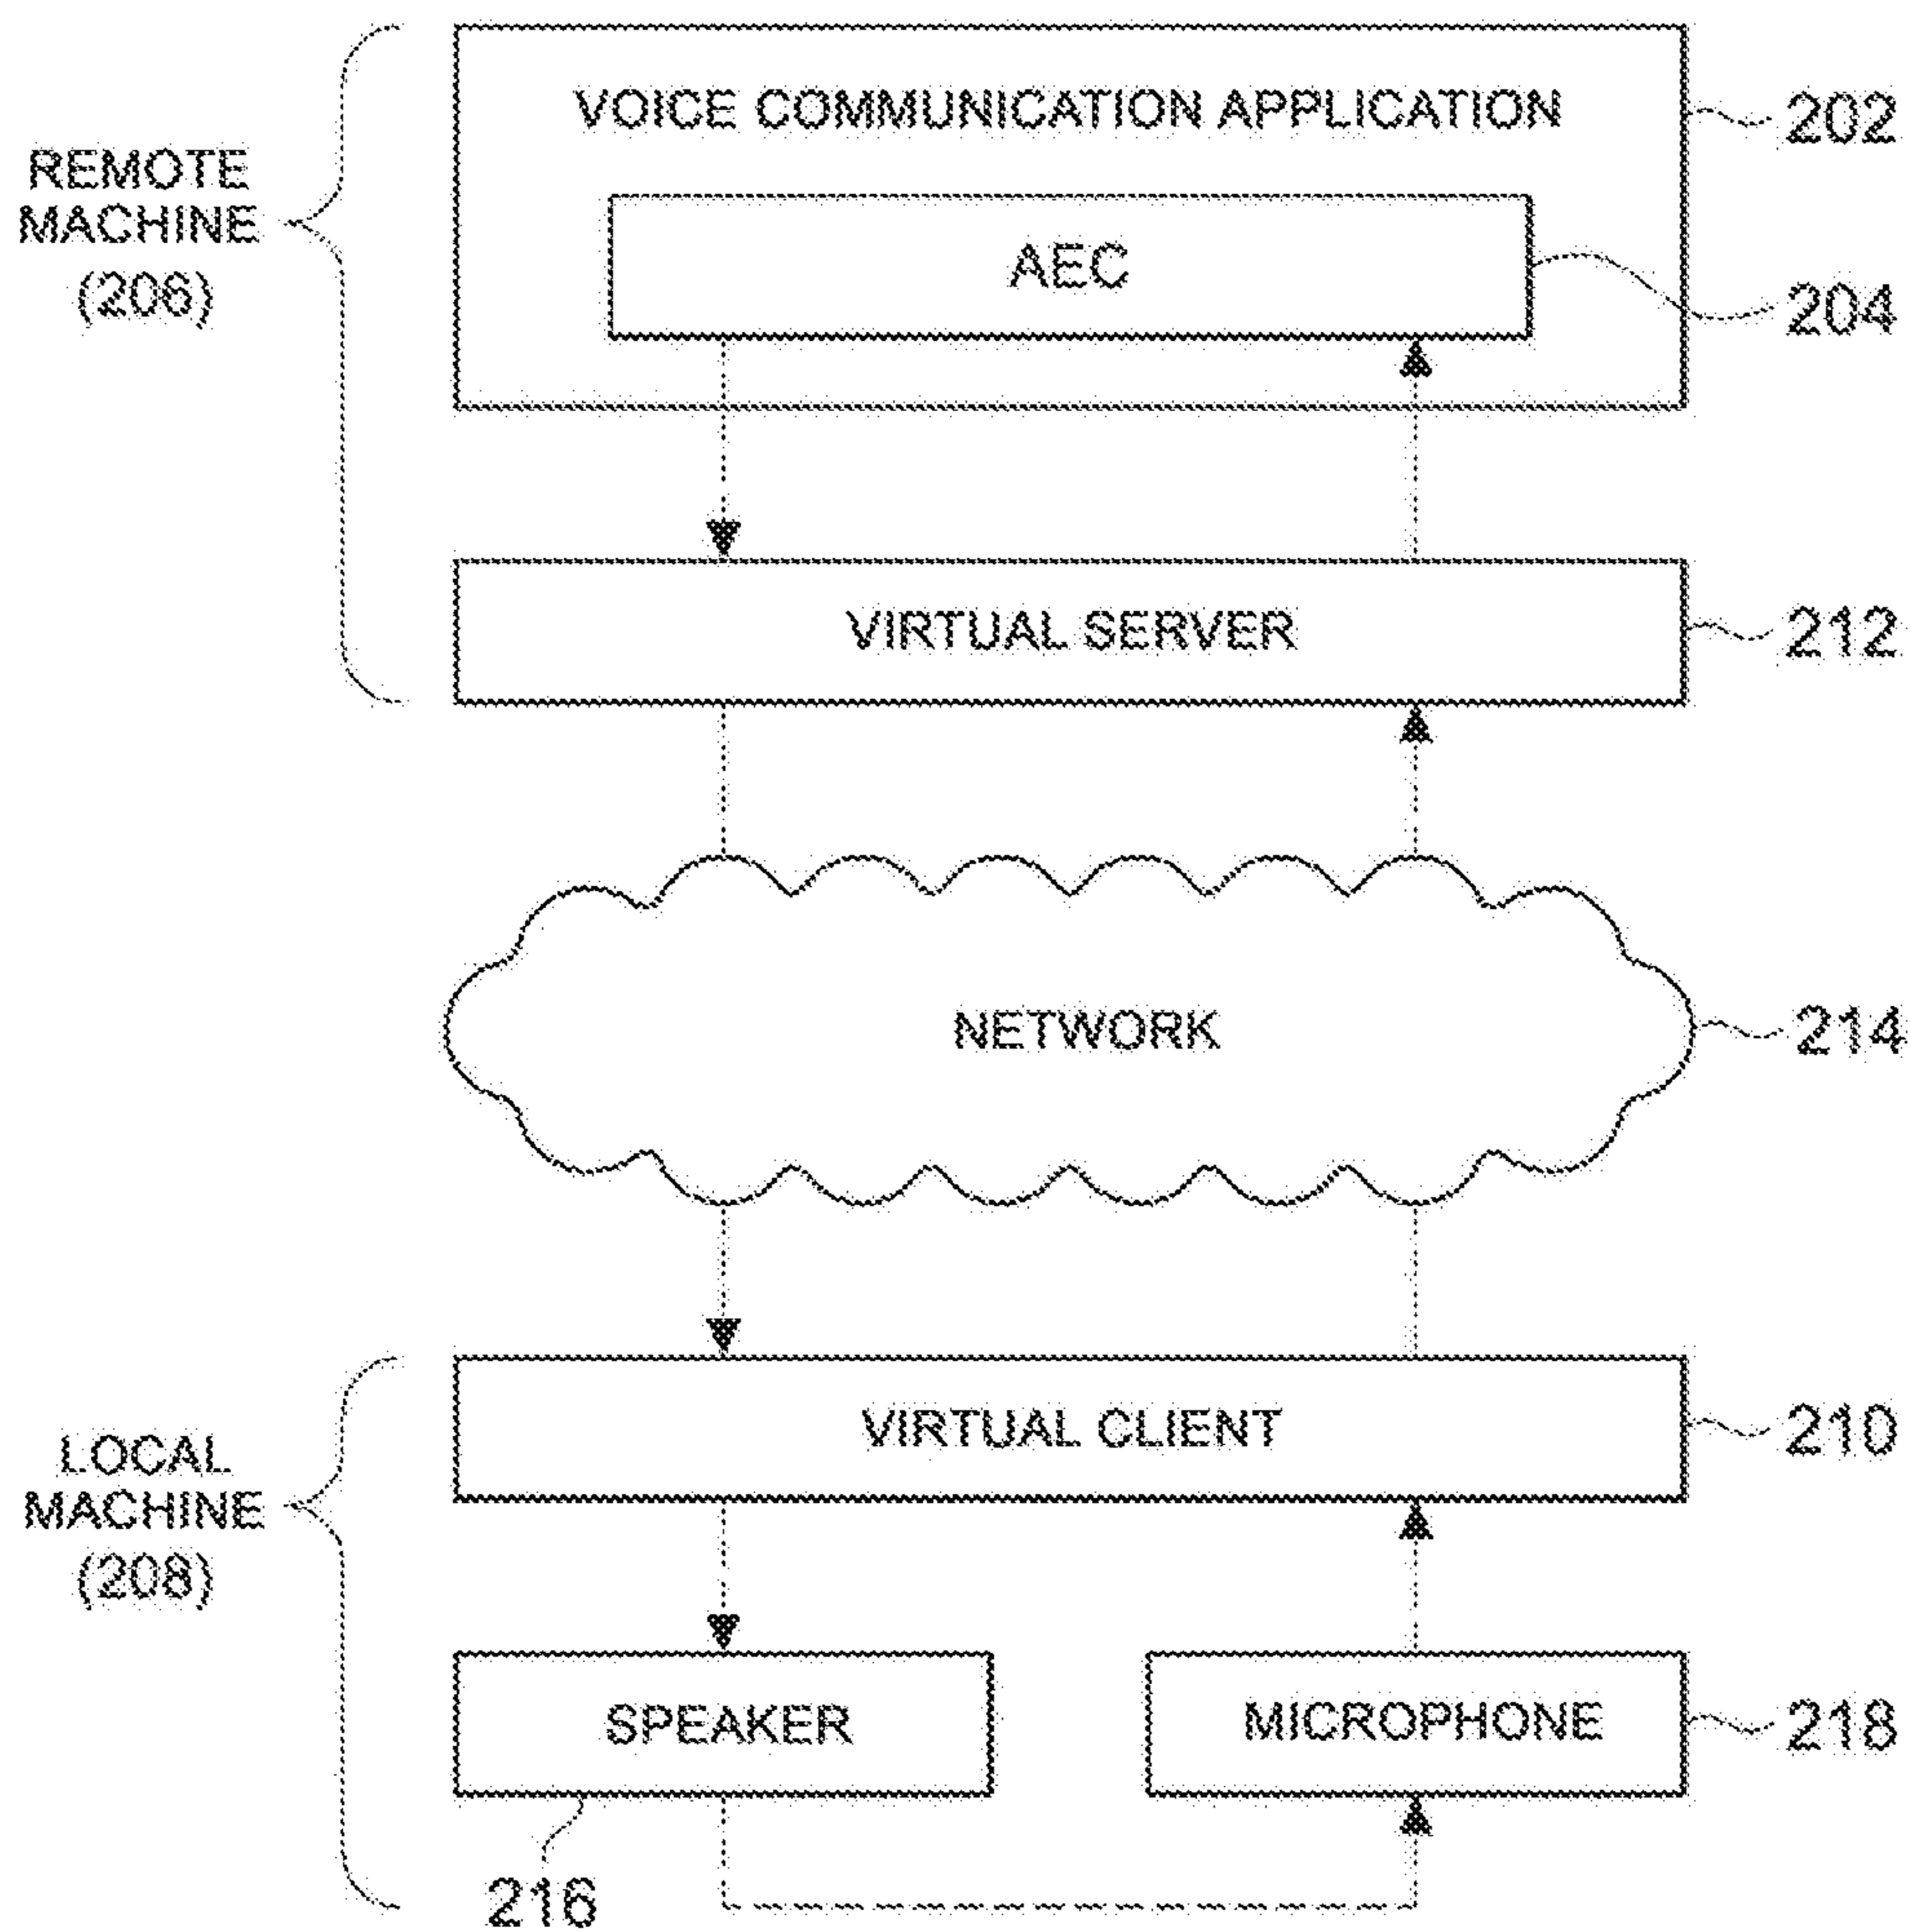 VOICE COMMUNICATION APPLICATION
202
REMOTE
MACHINE
(206)
AEC
204
VIRTUAL SERVER
212
NETWORK
214
VIRTUAL CLIENT
210
LOCAL
MACHINE
(208)
SPEAKER
MICROPHONE
218
216